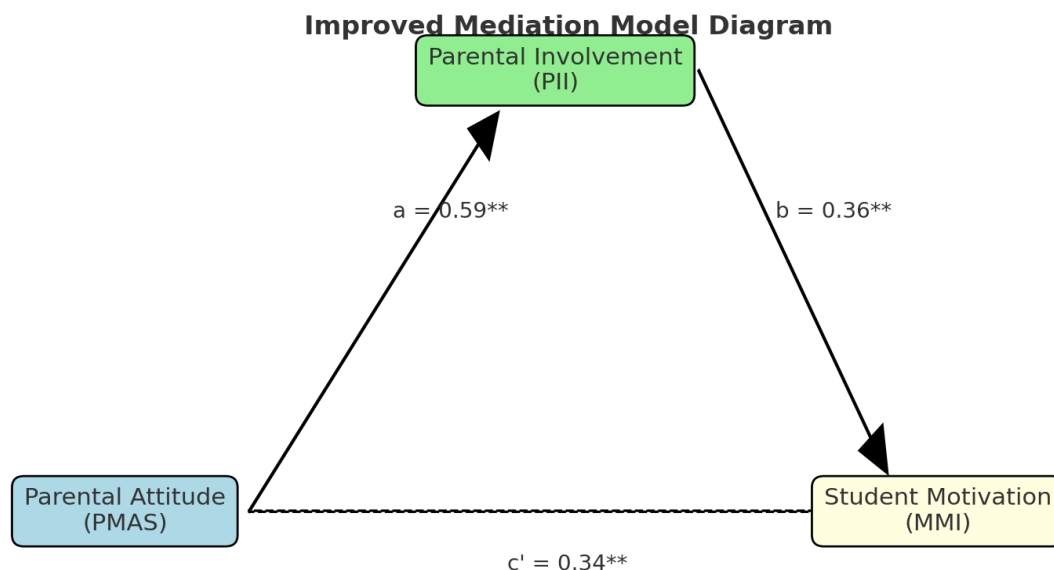 Improved Mediation Model Diagram
Parental Involvement
(PII)
a = 0.59**
b = 0.36**
Parental Attitude
(PMAS)
Student Motivation
(MMI)
c' = 0.34**